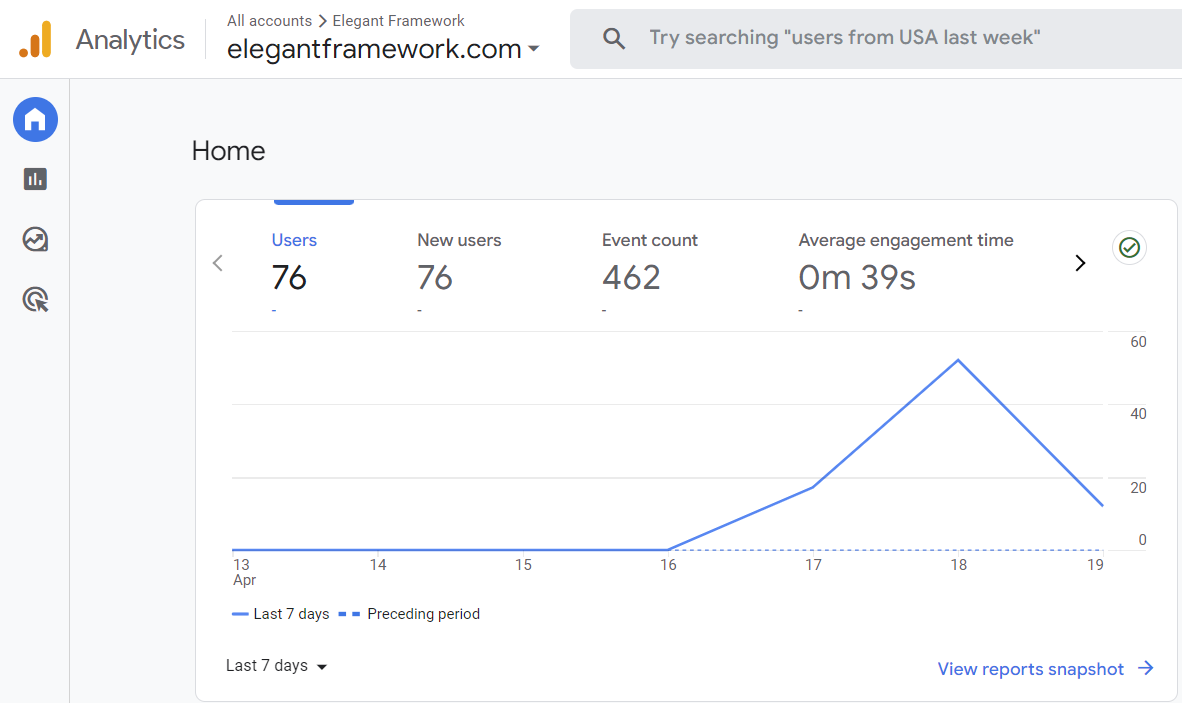 Analytics
All accounts > Elegant Framework
elegantframework.com
Try searching "users from USA last week"
Home
Users
76
-
New users
76
-
Event count
462
-
Average engagement time
0m 39s
-
60
40
20
0
13 14 15 16 17 18 19
Apr
Last 7 days Preceding period
Last 7 days
View reports snapshot